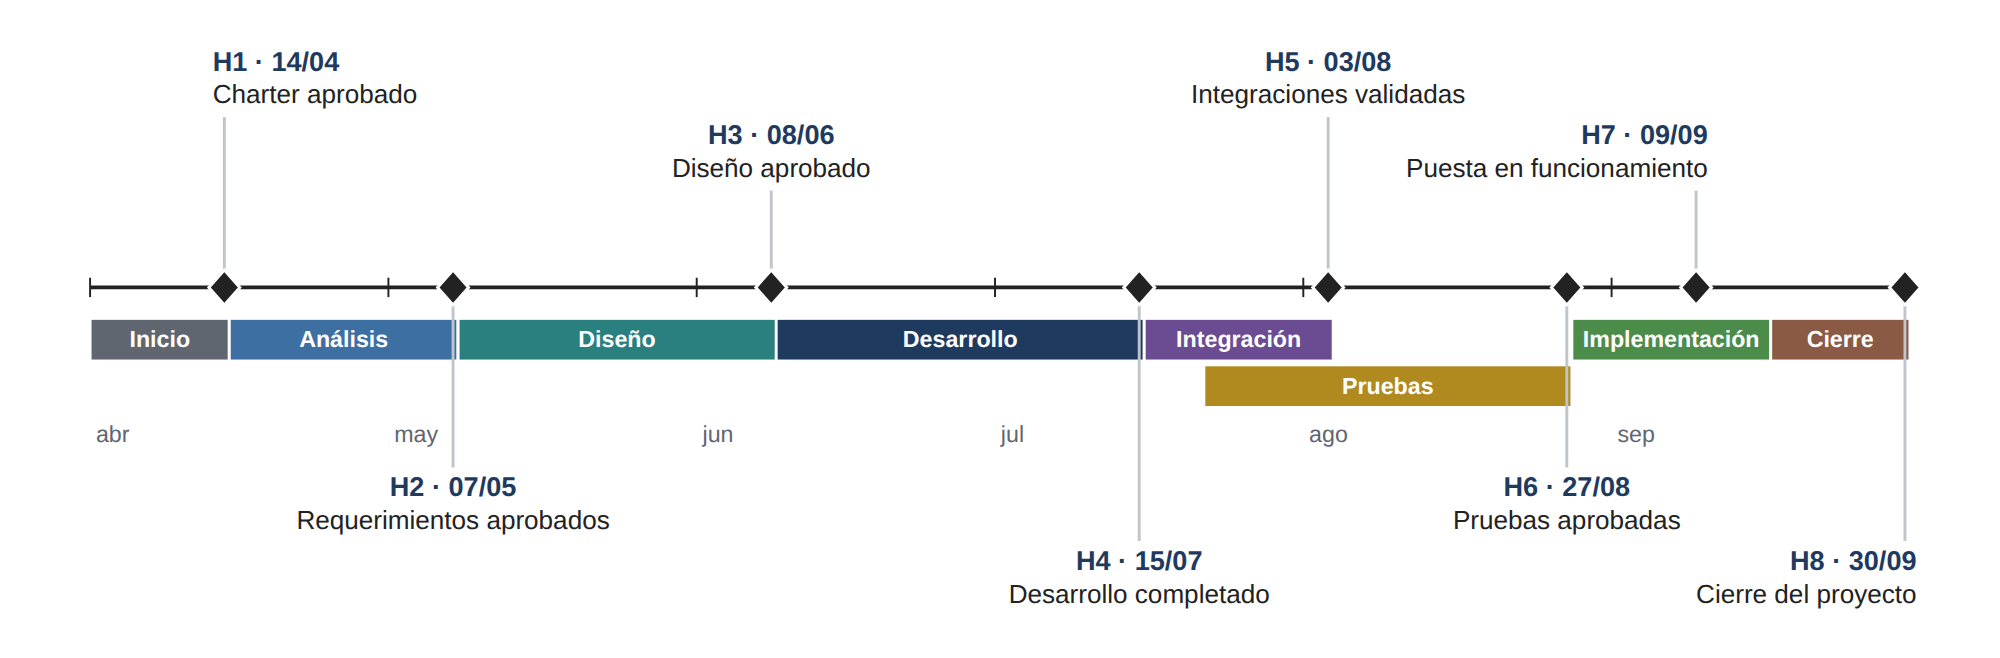 H1 · 14/04
Charter aprobado
H5 · 03/08
Integraciones validadas
H3 · 08/06
Diseño aprobado
H7 · 09/09
Puesta en funcionamiento
Inicio
Análisis
Diseño
Desarrollo
Integración
Implementación
Cierre
Pruebas
abr
may
jun
jul
ago
sep
H2 · 07/05
Requerimientos aprobados
H6 · 27/08
Pruebas aprobadas
H4 · 15/07
Desarrollo completado
H8 · 30/09
Cierre del proyecto